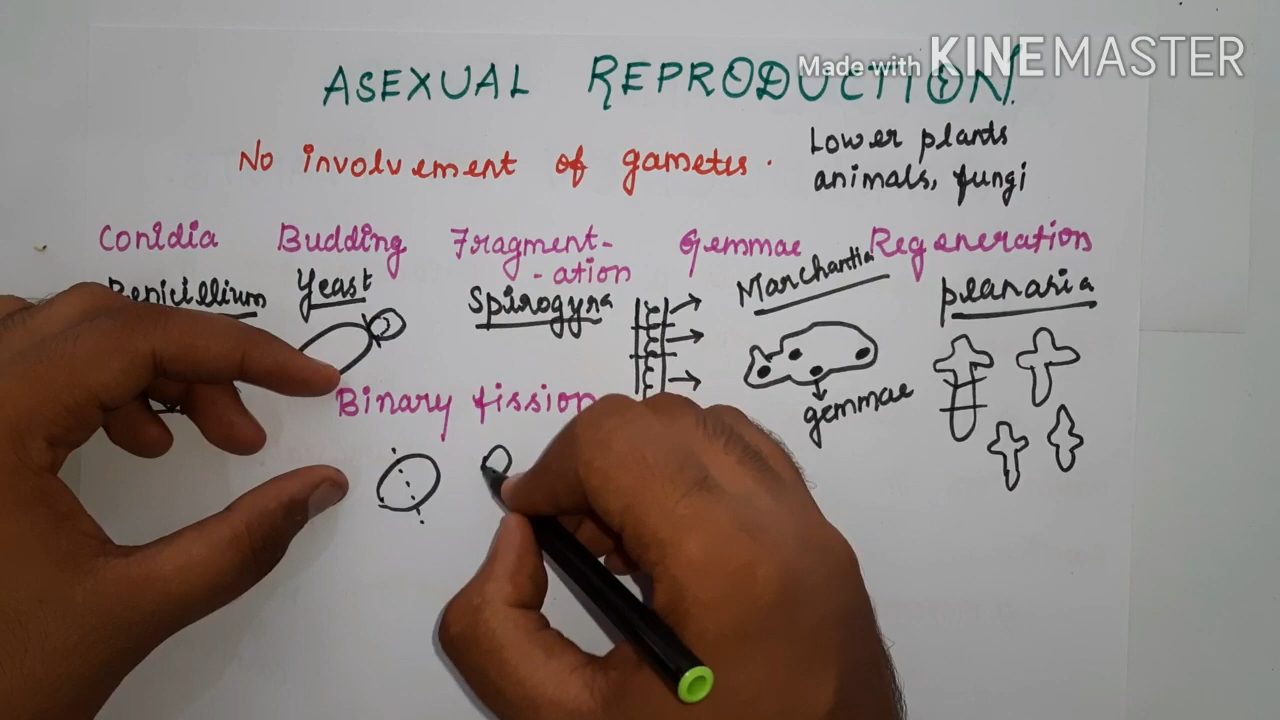 Made with KINEMASTER
ASEXUAL REPRODUCTION!
No involvement of gametes.
Lower plants
animals, fungi
Conidia Budding Fragment-
-ation Gemmae Regeneration
Penicillium Yeast Spirogyra Marchantia planaria
gemmae
Binary fission